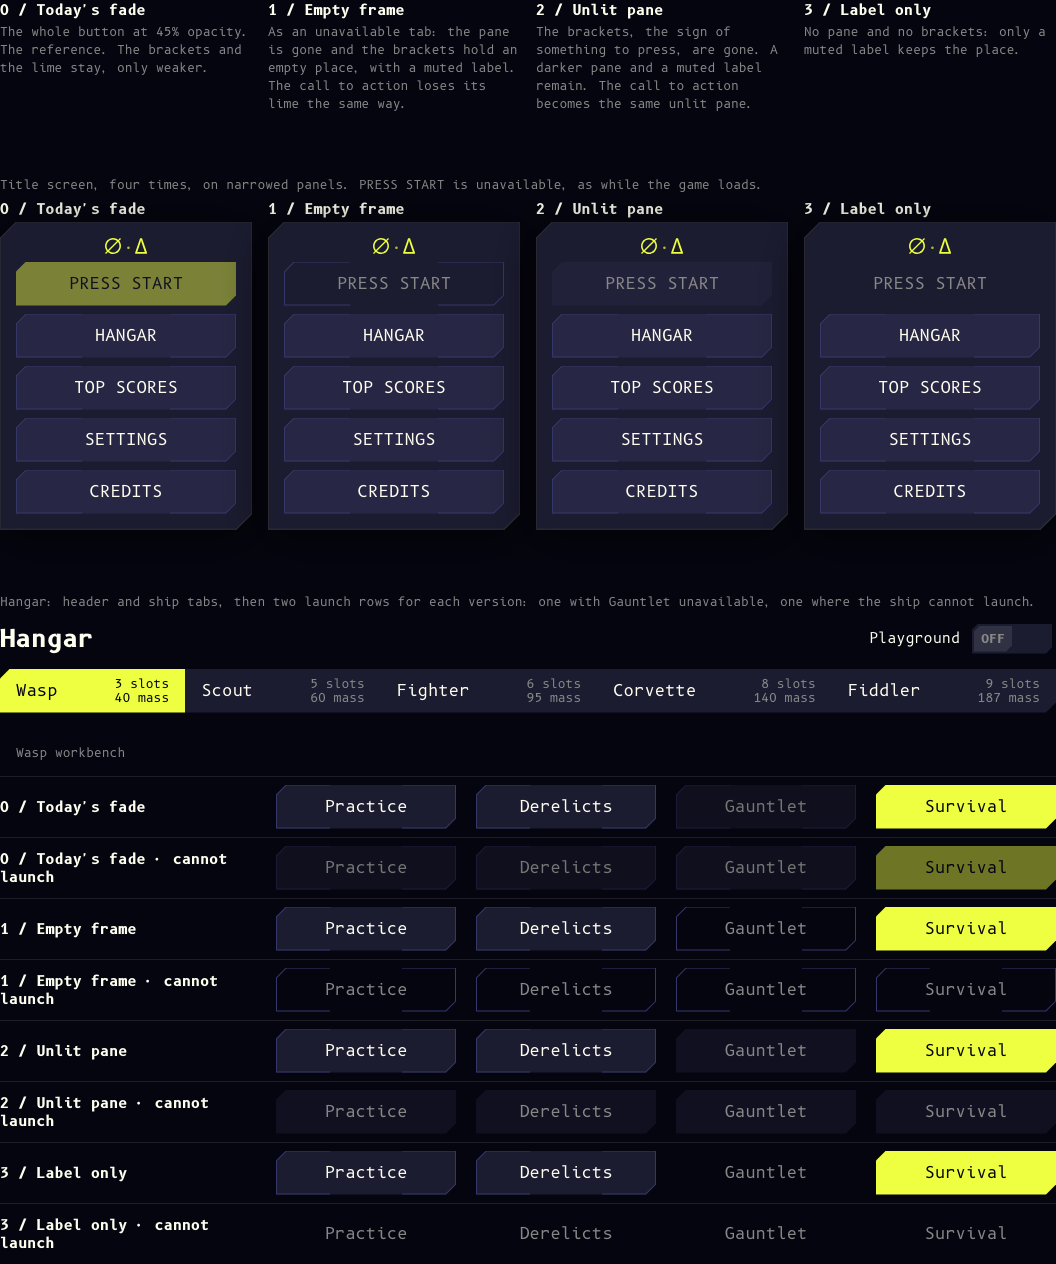 0 / Today's fade
The whole button at 45% opacity.
The reference. The brackets and
the lime stay, only weaker.
1 / Empty frame
As an unavailable tab: the pane
is gone and the brackets hold an
empty place, with a muted label.
The call to action loses its
lime the same way.
2 / Unlit pane
The brackets, the sign of
something to press, are gone. A
darker pane and a muted label
remain. The call to action
becomes the same unlit pane.
3 / Label only
No pane and no brackets: only a
muted label keeps the place.
Title screen, four times, on narrowed panels. PRESS START is unavailable, as while the game loads.
0 / Today's fade
Ø·Δ
PRESS START
HANGAR
TOP SCORES
SETTINGS
CREDITS
1 / Empty frame
Ø·Δ
PRESS START
HANGAR
TOP SCORES
SETTINGS
CREDITS
2 / Unlit pane
Ø·Δ
PRESS START
HANGAR
TOP SCORES
SETTINGS
CREDITS
3 / Label only
Ø·Δ
PRESS START
HANGAR
TOP SCORES
SETTINGS
CREDITS
Hangar: header and ship tabs, then two launch rows for each version: one with Gauntlet unavailable, one where the ship cannot launch.
Hangar
Playground OFF
Wasp
3 slots
40 mass
Scout
5 slots
60 mass
Fighter
6 slots
95 mass
Corvette
8 slots
140 mass
Fiddler
9 slots
187 mass
Wasp workbench
0 / Today's fade
Practice Derelicts Gauntlet Survival
0 / Today's fade · cannot
launch
Practice Derelicts Gauntlet Survival
1 / Empty frame
Practice Derelicts Gauntlet Survival
1 / Empty frame · cannot
launch
Practice Derelicts Gauntlet Survival
2 / Unlit pane
Practice Derelicts Gauntlet Survival
2 / Unlit pane · cannot
launch
Practice Derelicts Gauntlet Survival
3 / Label only
Practice Derelicts Gauntlet Survival
3 / Label only · cannot
launch
Practice Derelicts Gauntlet Survival